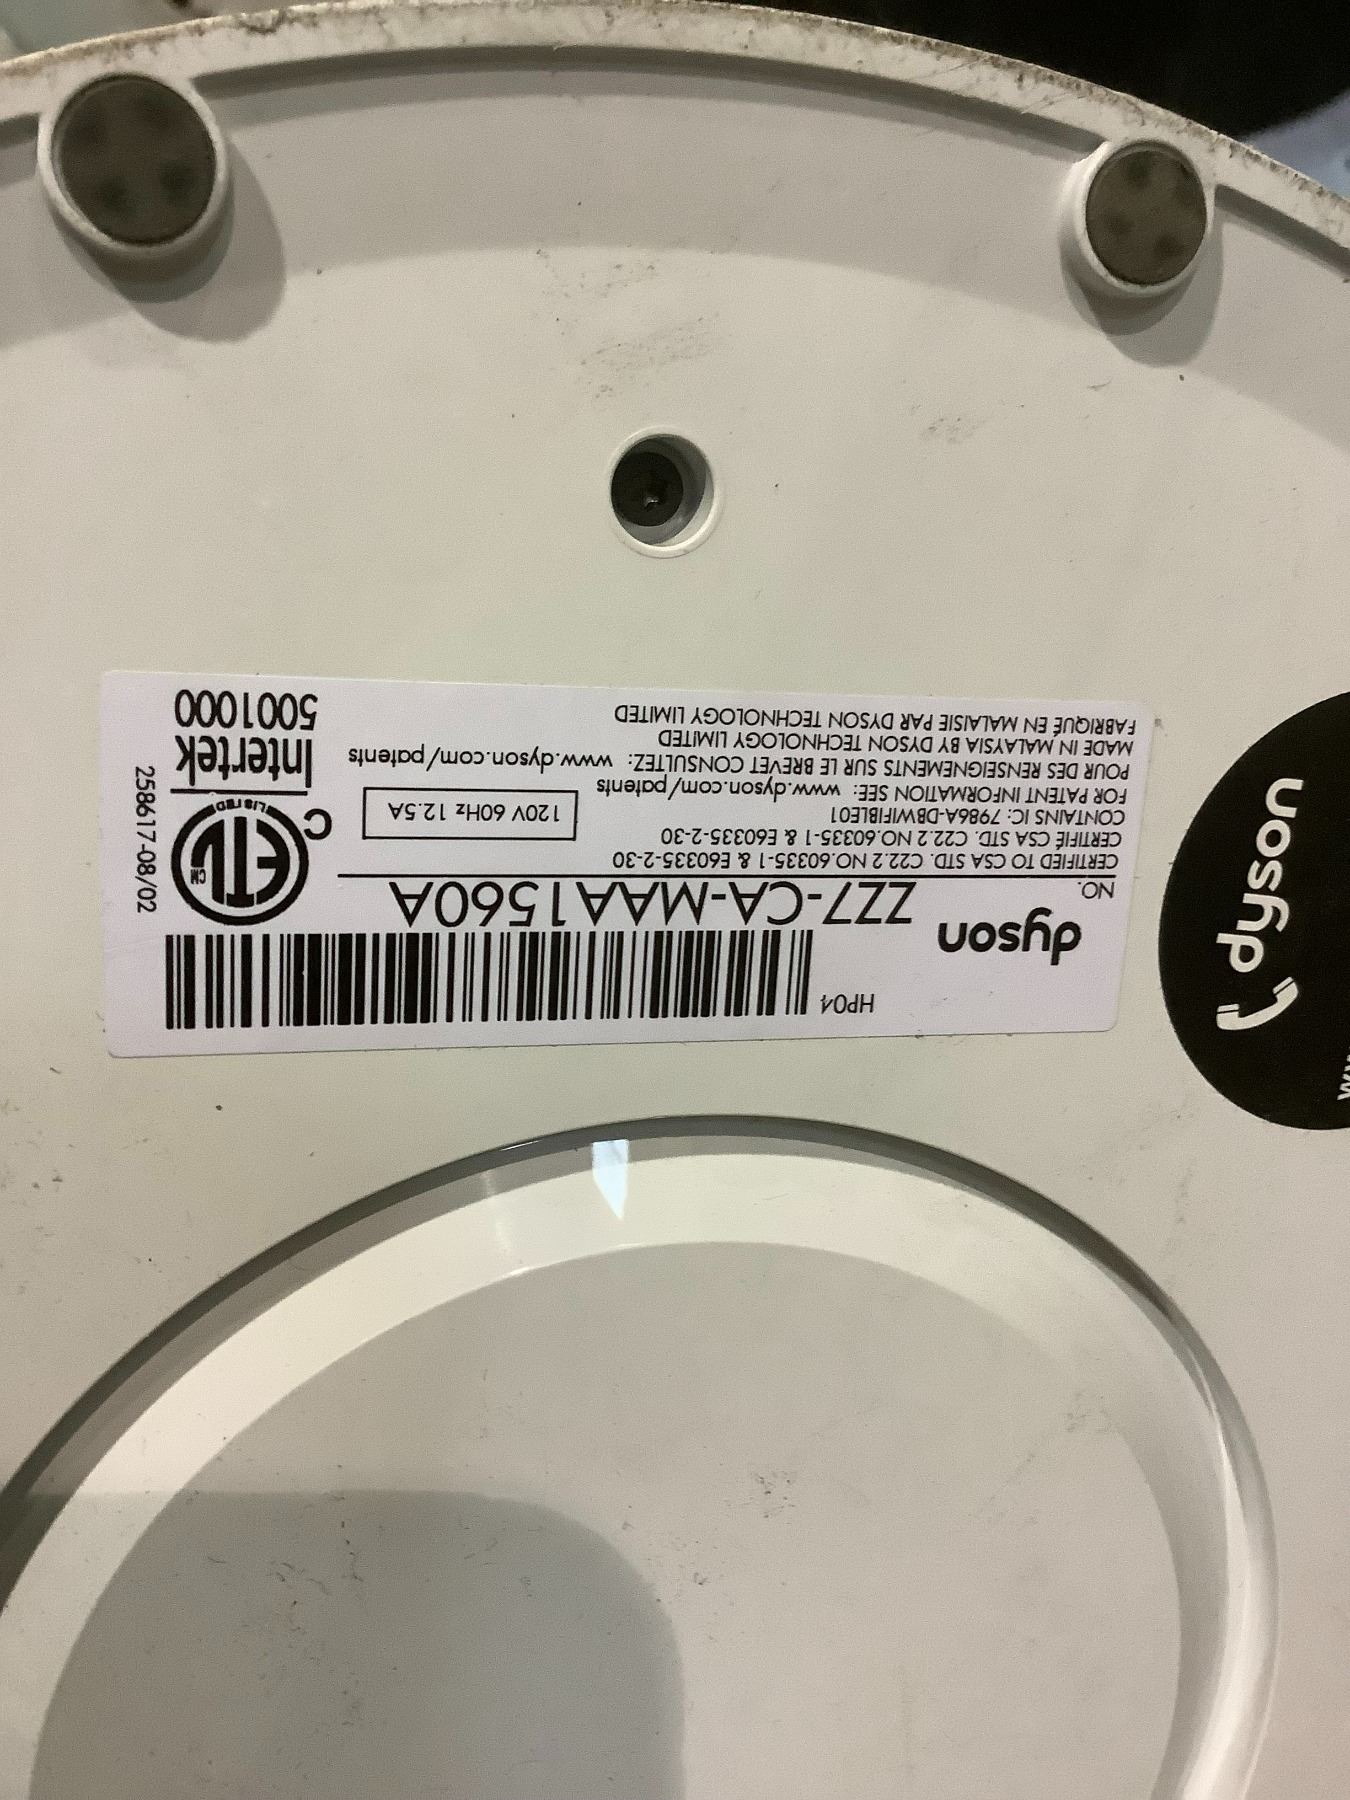 HP04
dyson
ZZ7-CA-MAA1560A
NO.
CERTIFIED TO CSA STD. C22.2 NO.60335-1 & E60335-2-30
CERTIFIÉ CSA STD. C22.2 NO 60335-1 & E60335-2-30
CONTAINS IC: 7986A-DBWIFIBLE01
FOR PATENT INFORMATION SEE: www.dyson.com/patents
POUR DES RENSEIGNEMENTS SUR LE BREVET CONSULTEZ: www.dyson.com/patents
MADE IN MALAYSIA BY DYSON TECHNOLOGY LIMITED
FABRIQUÉ EN MALAISIE PAR DYSON TECHNOLOGY LIMITED
120V 60Hz 12.5A
C
ETL
CM
LISTED
Intertek
5001000
258617-08/02
dyson